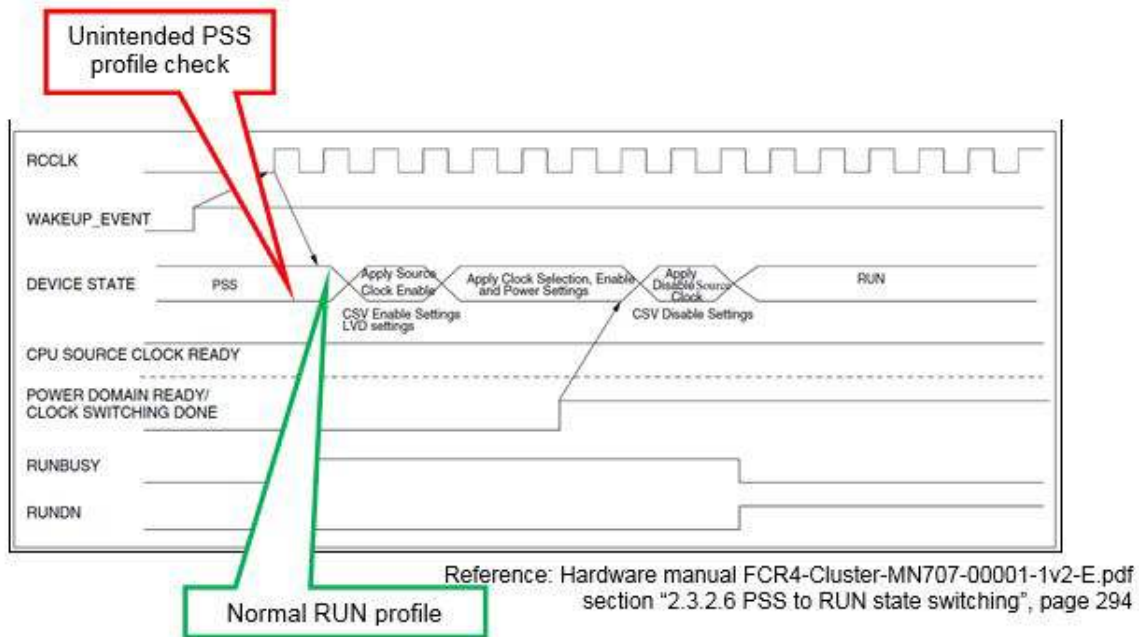 Unintended PSS
profile check
RCCLK
WAKEUP_EVENT
DEVICE STATE
PSS
Apply Source
Clock Enable
Apply Clock Selection, Enable
and Power Settings
Apply
Disable Source
Clock
RUN
CSV Enable Settings
LVD settings
CSV Disable Settings
CPU SOURCE CLOCK READY
POWER DOMAIN READY/
CLOCK SWITCHING DONE
RUNBUSY
RUNDN
Normal RUN profile
Reference: Hardware manual FCR4-Cluster-MN707-00001-1v2-E.pdf
section “2.3.2.6 PSS to RUN state switching”, page 294